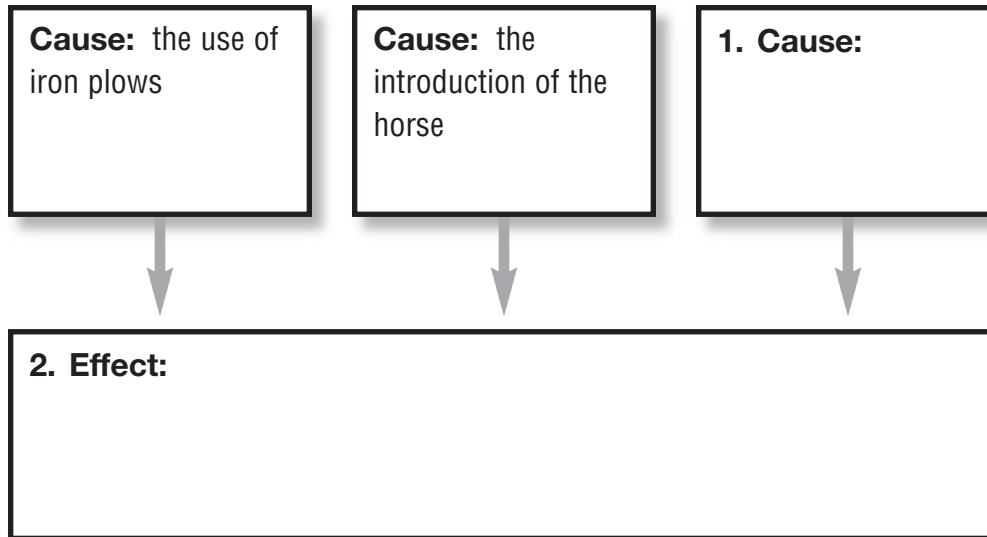 Cause: the use of
iron plows
Cause: the
introduction of the
horse
1. Cause:
2. Effect: